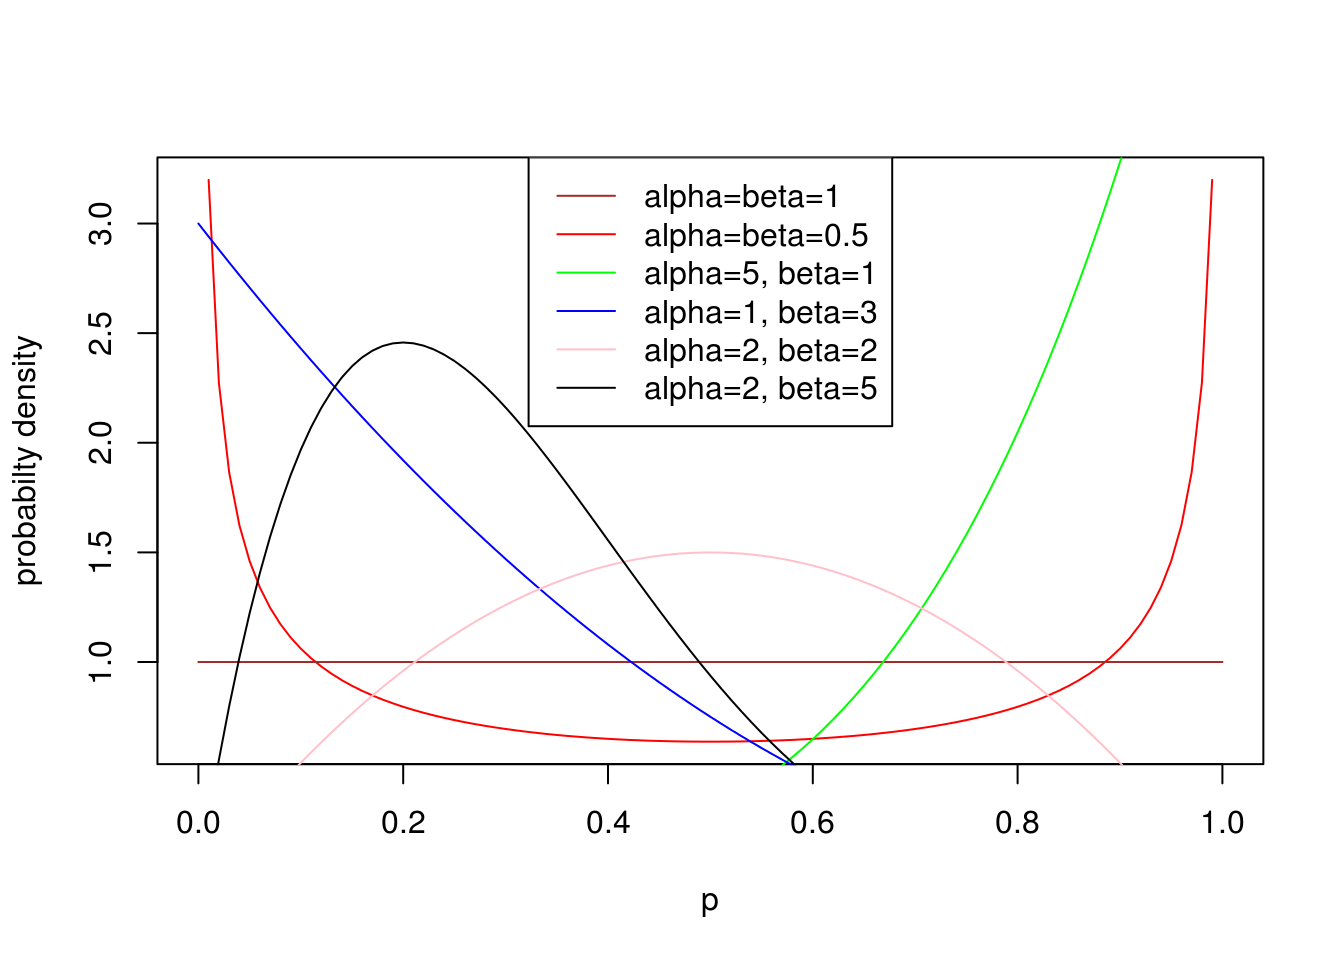 alpha=beta=1
alpha=beta=0.5
alpha=5, beta=1
alpha=1, beta=3
alpha=2, beta=2
alpha=2, beta=5
probabilty density
3.0
2.5
2.0
1.5
1.0
0.0 0.2 0.4 0.6 0.8 1.0
p